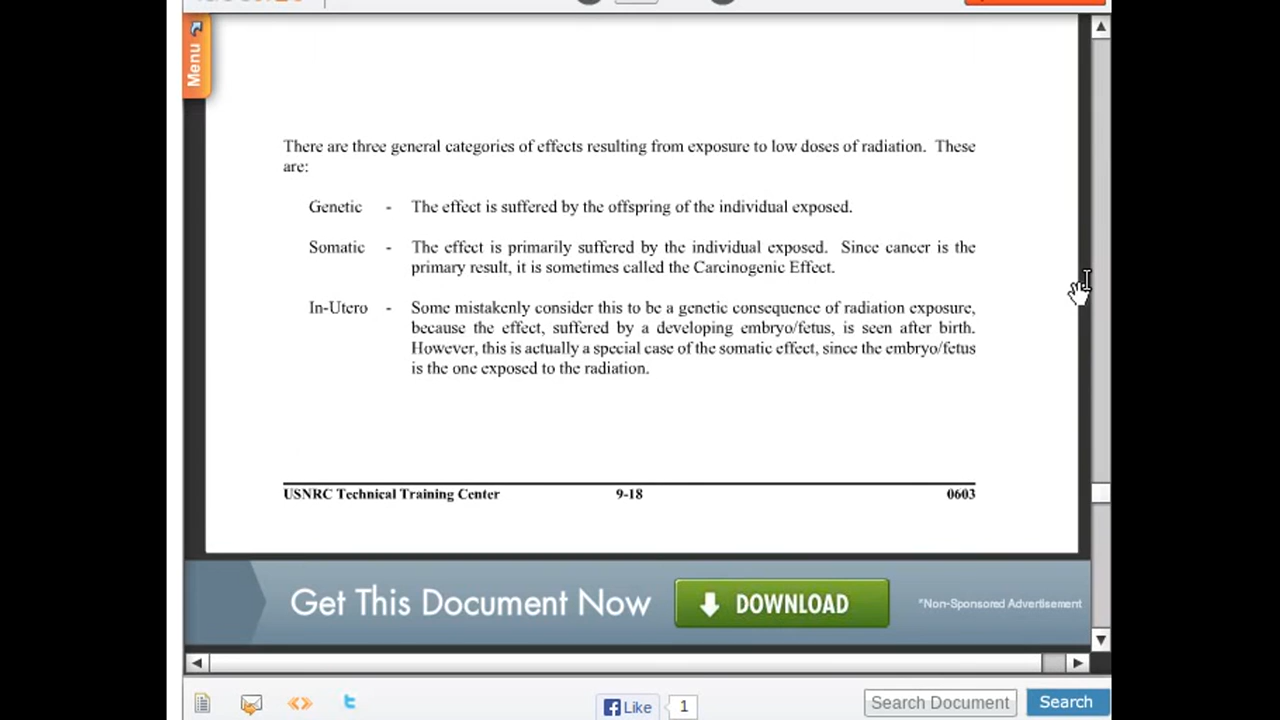 Menu
There are three general categories of effects resulting from exposure to low doses of radiation. These
are:
Genetic - The effect is suffered by the offspring of the individual exposed.
Somatic - The effect is primarily suffered by the individual exposed. Since cancer is the
primary result, it is sometimes called the Carcinogenic Effect.
In-Utero - Some mistakenly consider this to be a genetic consequence of radiation exposure,
because the effect, suffered by a developing embryo/fetus, is seen after birth.
However, this is actually a special case of the somatic effect, since the embryo/fetus
is the one exposed to the radiation.
USNRC Technical Training Center 9-18 0603
Get This Document Now DOWNLOAD *Non-Sponsored Advertisement
Like 1 Search Document Search